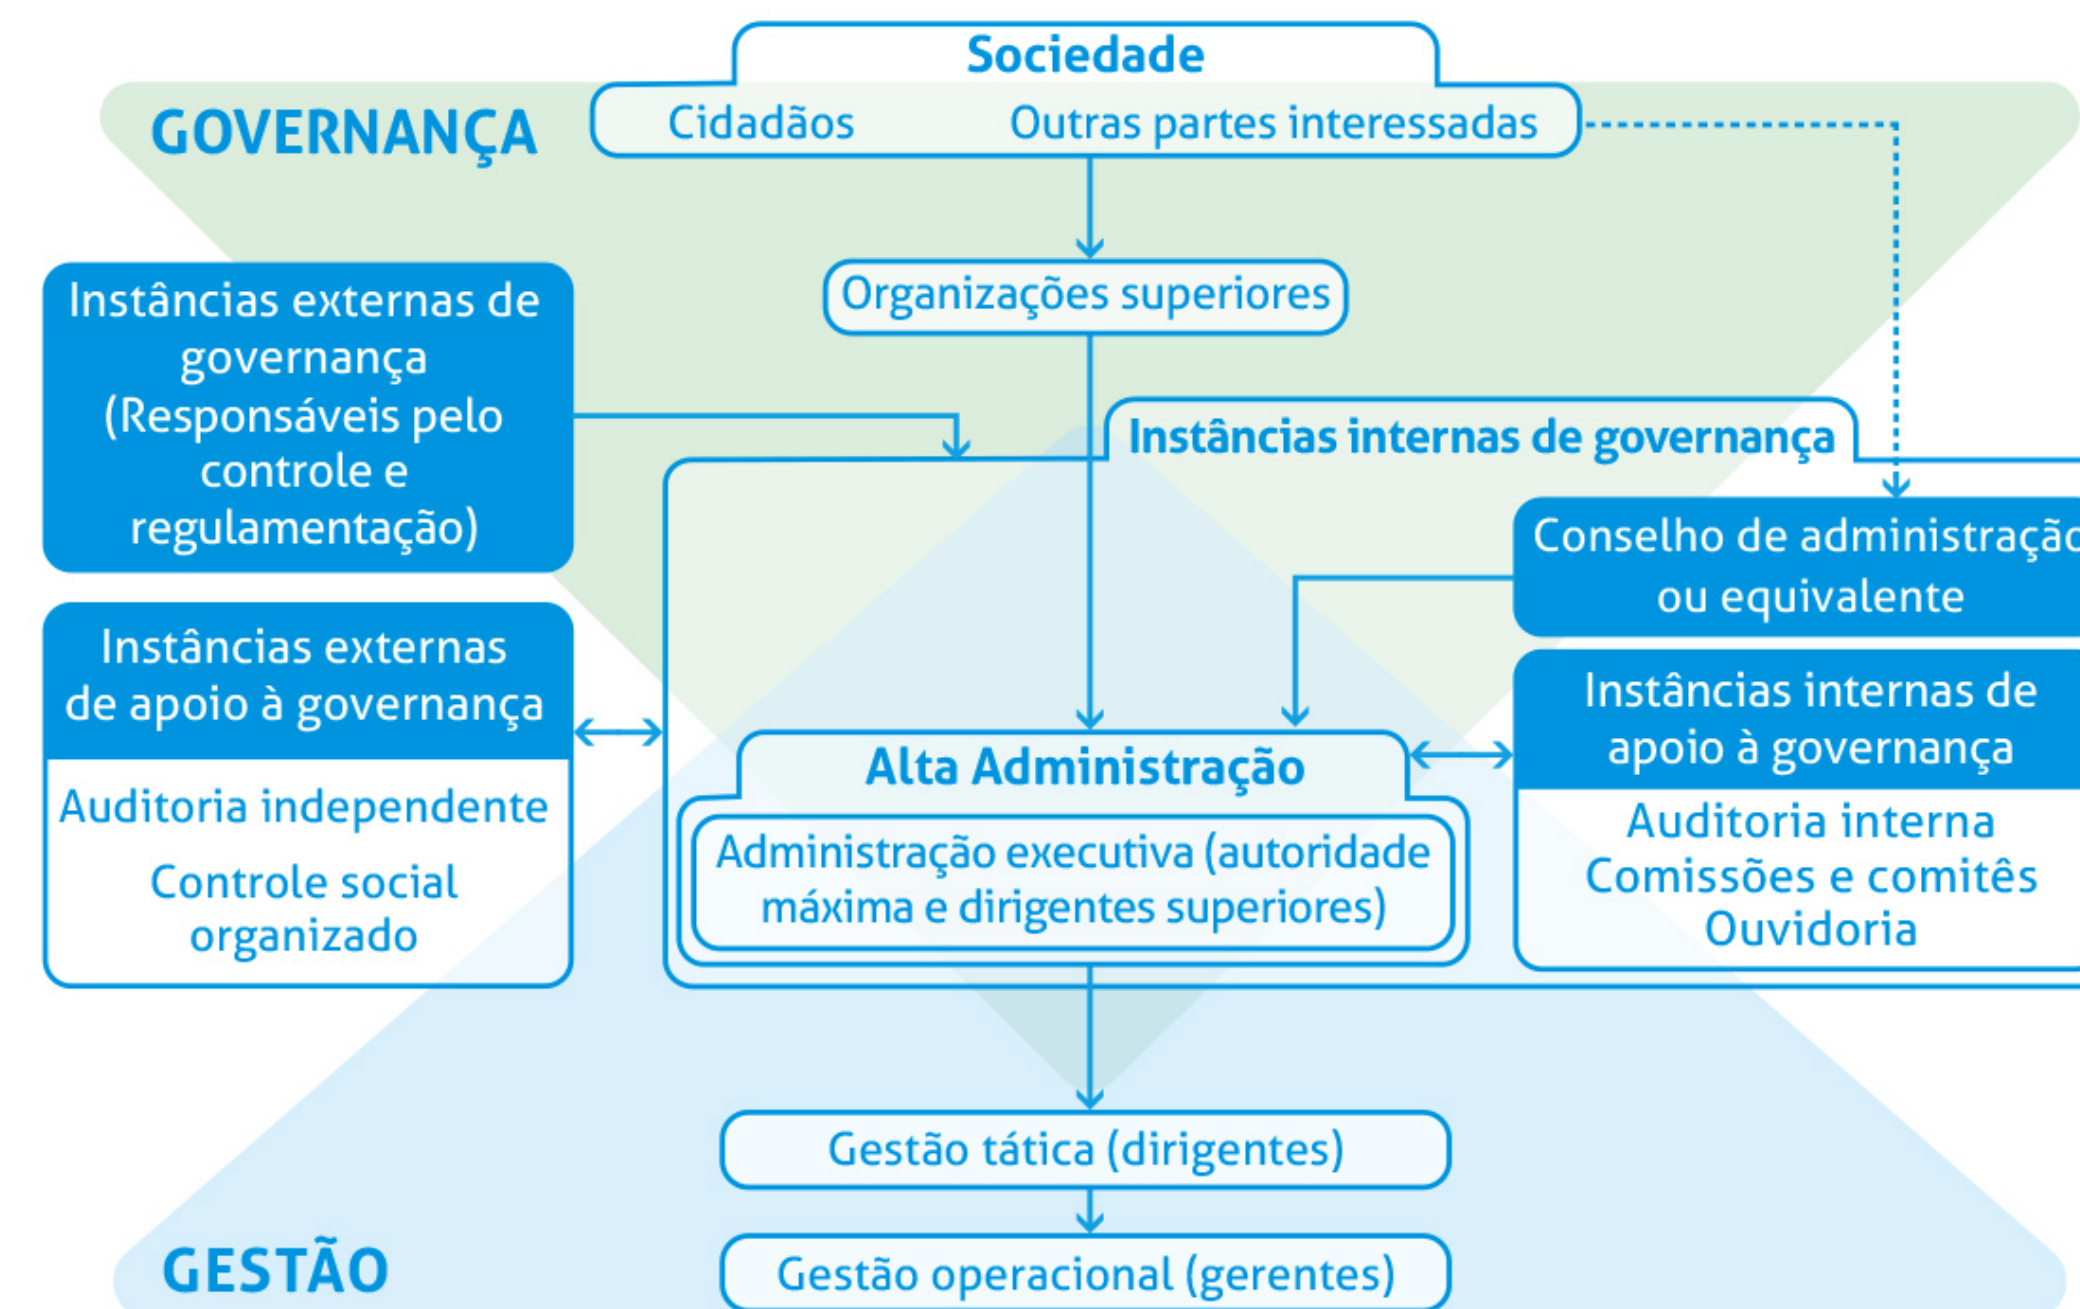 Sociedade
GOVERNANÇA
Cidadãos
Outras partes interessadas
Organizações superiores
Instâncias externas de
governança
(Responsáveis pelo
controle e
regulamentação)
Instâncias internas de governança
Conselho de administração
ou equivalente
Instâncias externas
de apoio à governança
Auditoria independente
Controle social
organizado
Alta Administração
Administração executiva (autoridade
máxima e dirigentes superiores)
Instâncias internas de
apoio à governança
Auditoria interna
Comissões e comitês
Ouvidoria
Gestão tática (dirigentes)
GESTÃO
Gestão operacional (gerentes)